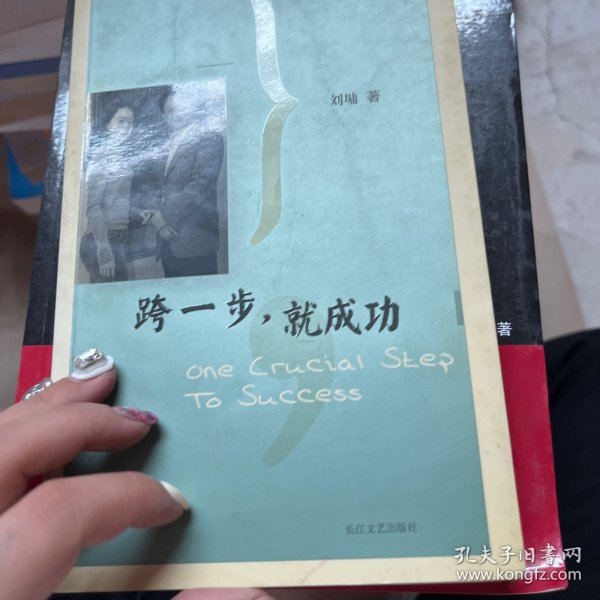 刘墉 著
跨一步，就成功
著
One Crucial Step
To Success
长江文艺出版社
孔夫子旧书网
www.kongfz.com